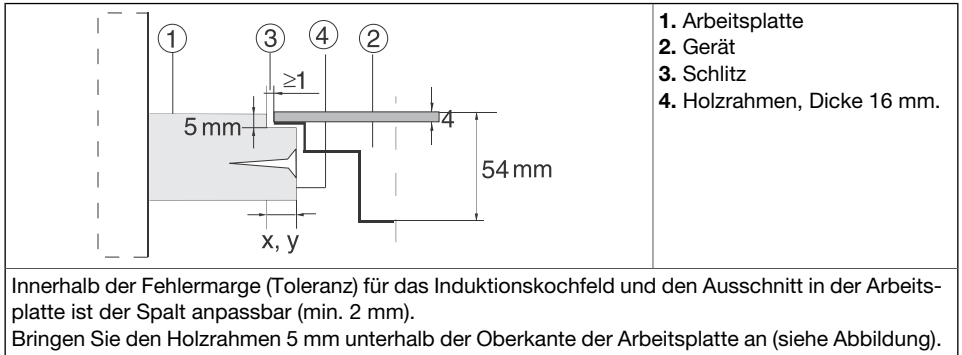 1 3 4 2
≥1
5 mm
4
54 mm
x, y
1. Arbeitsplatte
2. Gerät
3. Schlitz
4. Holzrahmen, Dicke 16 mm.
Innerhalb der Fehlermarge (Toleranz) für das Induktionskochfeld und den Ausschnitt in der Arbeits-
platte ist der Spalt anpassbar (min. 2 mm).
Bringen Sie den Holzrahmen 5 mm unterhalb der Oberkante der Arbeitsplatte an (siehe Abbildung).